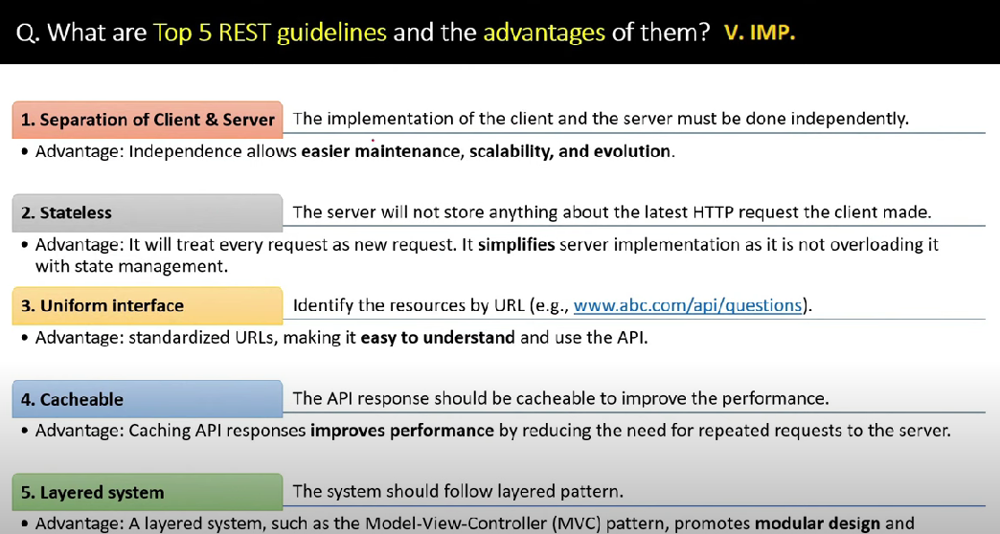 Q. What are Top 5 REST guidelines and the advantages of them? V. IMP.
1. Separation of Client & Server The implementation of the client and the server must be done independently.
• Advantage: Independence allows easier maintenance, scalability, and evolution.
2. Stateless The server will not store anything about the latest HTTP request the client made.
• Advantage: It will treat every request as new request. It simplifies server implementation as it is not overloading it
with state management.
3. Uniform interface Identify the resources by URL (e.g., www.abc.com/api/questions).
• Advantage: standardized URLs, making it easy to understand and use the API.
4. Cacheable The API response should be cacheable to improve the performance.
• Advantage: Caching API responses improves performance by reducing the need for repeated requests to the server.
5. Layered system The system should follow layered pattern.
• Advantage: A layered system, such as the Model-View-Controller (MVC) pattern, promotes modular design and